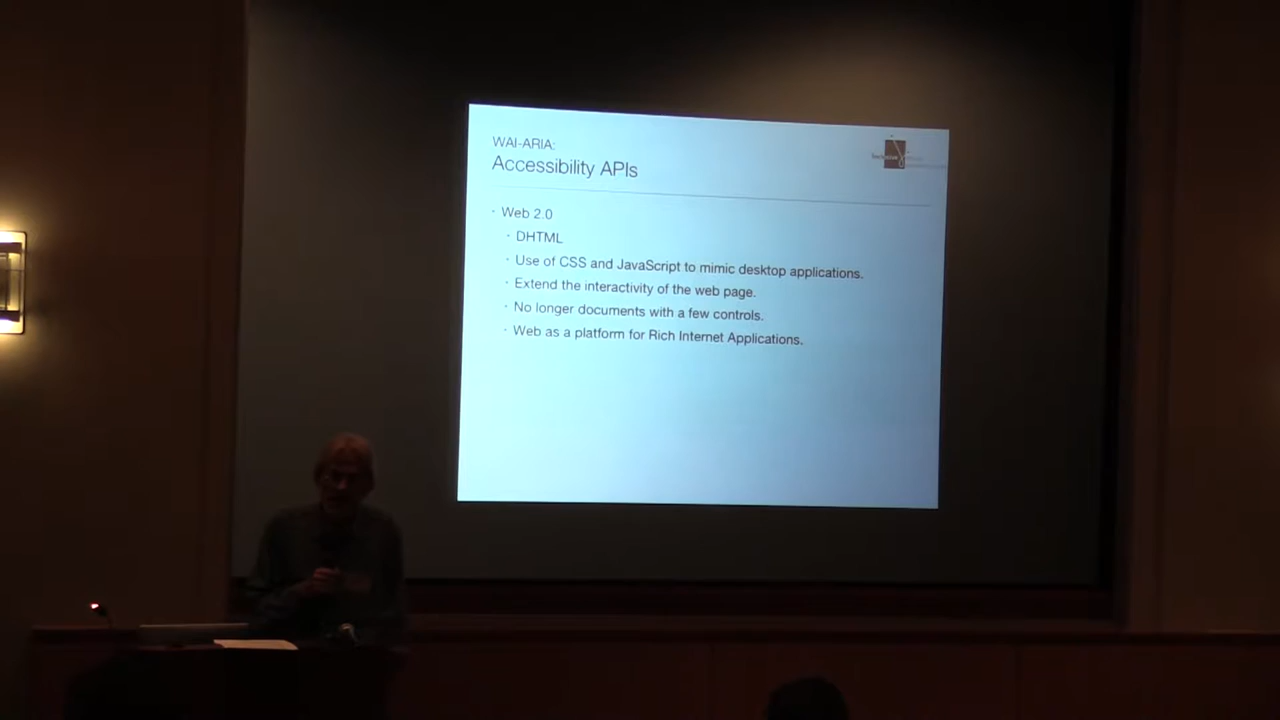 WAI-ARIA:
Accessibility APIs
· Web 2.0
· DHTML
· Use of CSS and JavaScript to mimic desktop applications.
· Extend the interactivity of the web page.
· No longer documents with a few controls.
· Web as a platform for Rich Internet Applications.